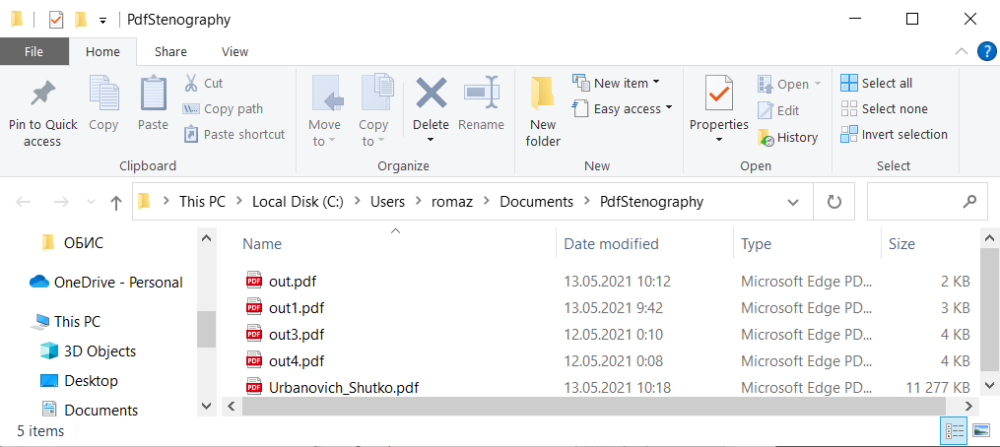 PdfStenography
File Home Share View
Pin to Quick access
Copy
Paste
Cut
Copy path
Paste shortcut
Clipboard
Move to
Copy to
Delete
Rename
Organize
New folder
New item
Easy access
New
Properties
Open
Edit
History
Open
Select all
Select none
Invert selection
Select
This PC Local Disk (C:) Users romaz Documents PdfStenography
ОБИС
OneDrive - Personal
This PC
3D Objects
Desktop
Documents
Name Date modified Type Size
PDF out.pdf 13.05.2021 10:12 Microsoft Edge PD... 2 KB
PDF out1.pdf 13.05.2021 9:42 Microsoft Edge PD... 3 KB
PDF out3.pdf 12.05.2021 0:10 Microsoft Edge PD... 4 KB
PDF out4.pdf 12.05.2021 0:08 Microsoft Edge PD... 4 KB
PDF Urbanovich_Shutko.pdf 13.05.2021 10:18 Microsoft Edge PD... 11 277 KB
5 items